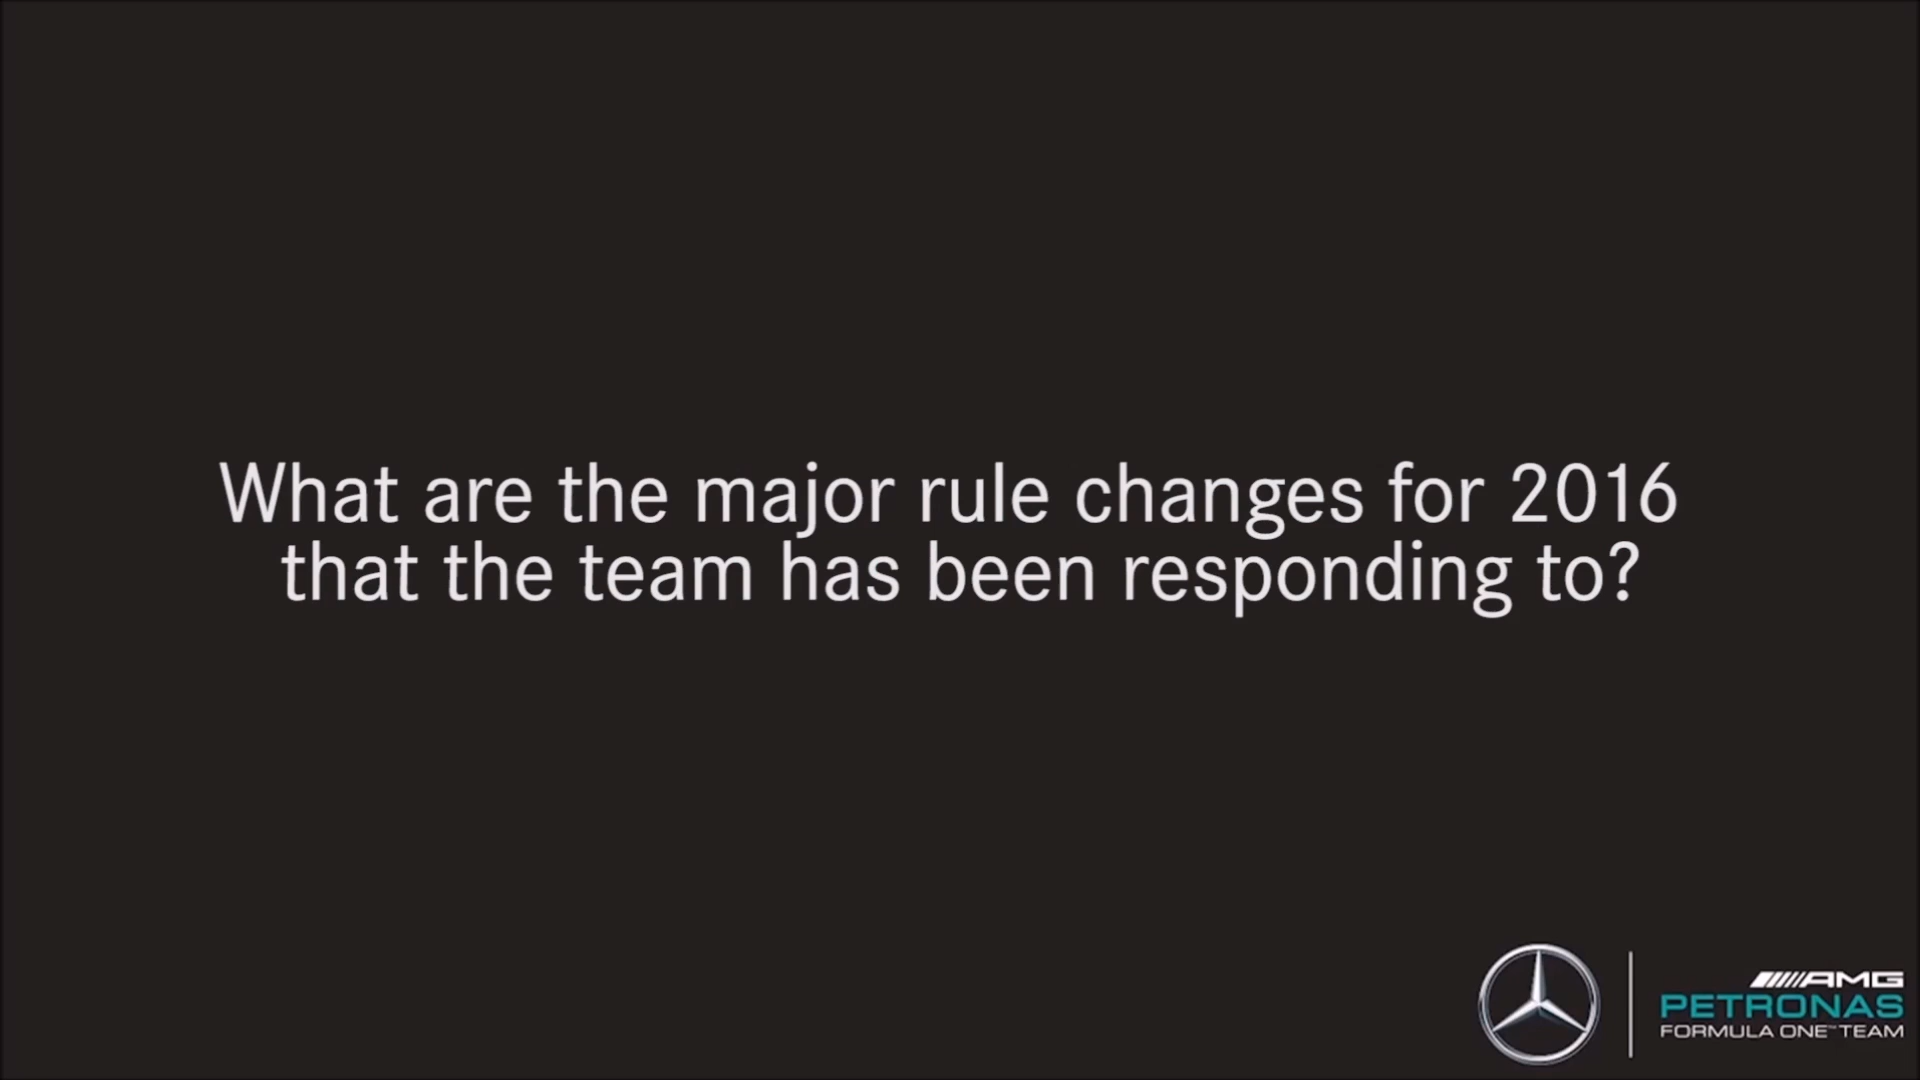 What are the major rule changes for 2016
that the team has been responding to?
AMG
PETRONAS
FORMULA ONE™ TEAM